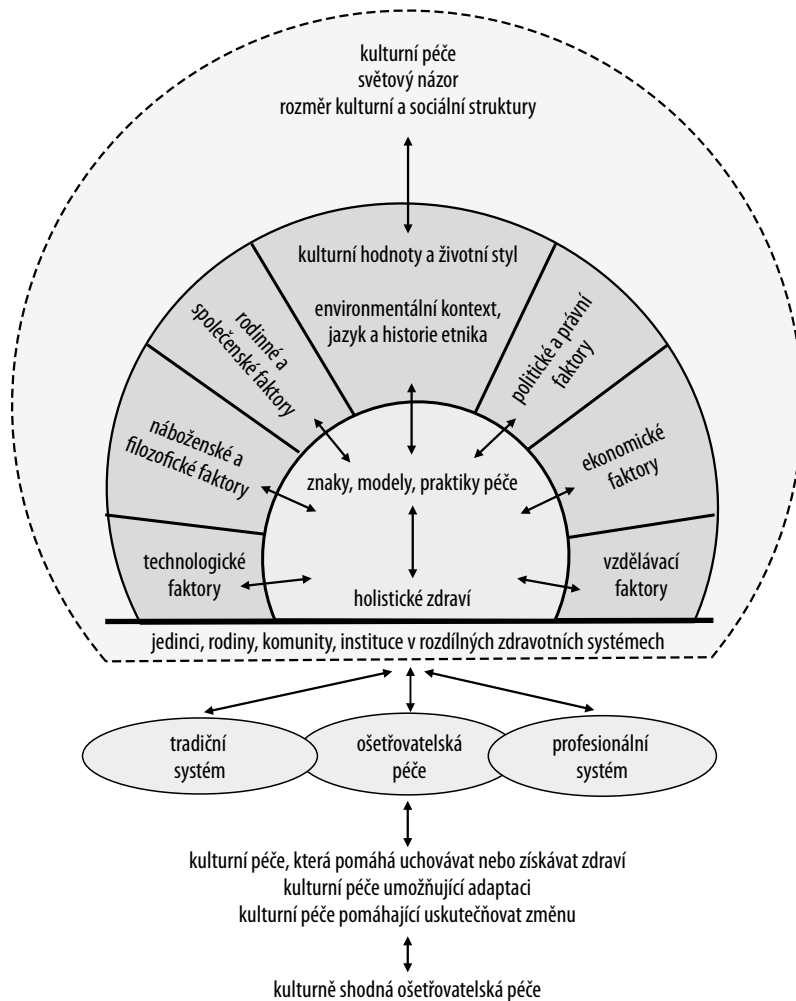 kulturní péče
světový názor
rozměr kulturní a sociální struktury
kulturní hodnoty a životní styl
environmentální kontext,
jazyk a historie etnika
rodinné a
společenské faktory
politické a právní
faktory
náboženské a
filozofické faktory
ekonomické
faktory
znaky, modely, praktiky péče
technologické
faktory
vzdělávací
faktory
holistické zdraví
jedinci, rodiny, komunity, instituce v rozdílných zdravotních systémech
tradiční
systém
ošetřovatelská
péče
profesionální
systém
kulturní péče, která pomáhá uchovávat nebo získávat zdraví
kulturní péče umožňující adaptaci
kulturní péče pomáhající uskutečňovat změnu
kulturně shodná ošetřovatelská péče